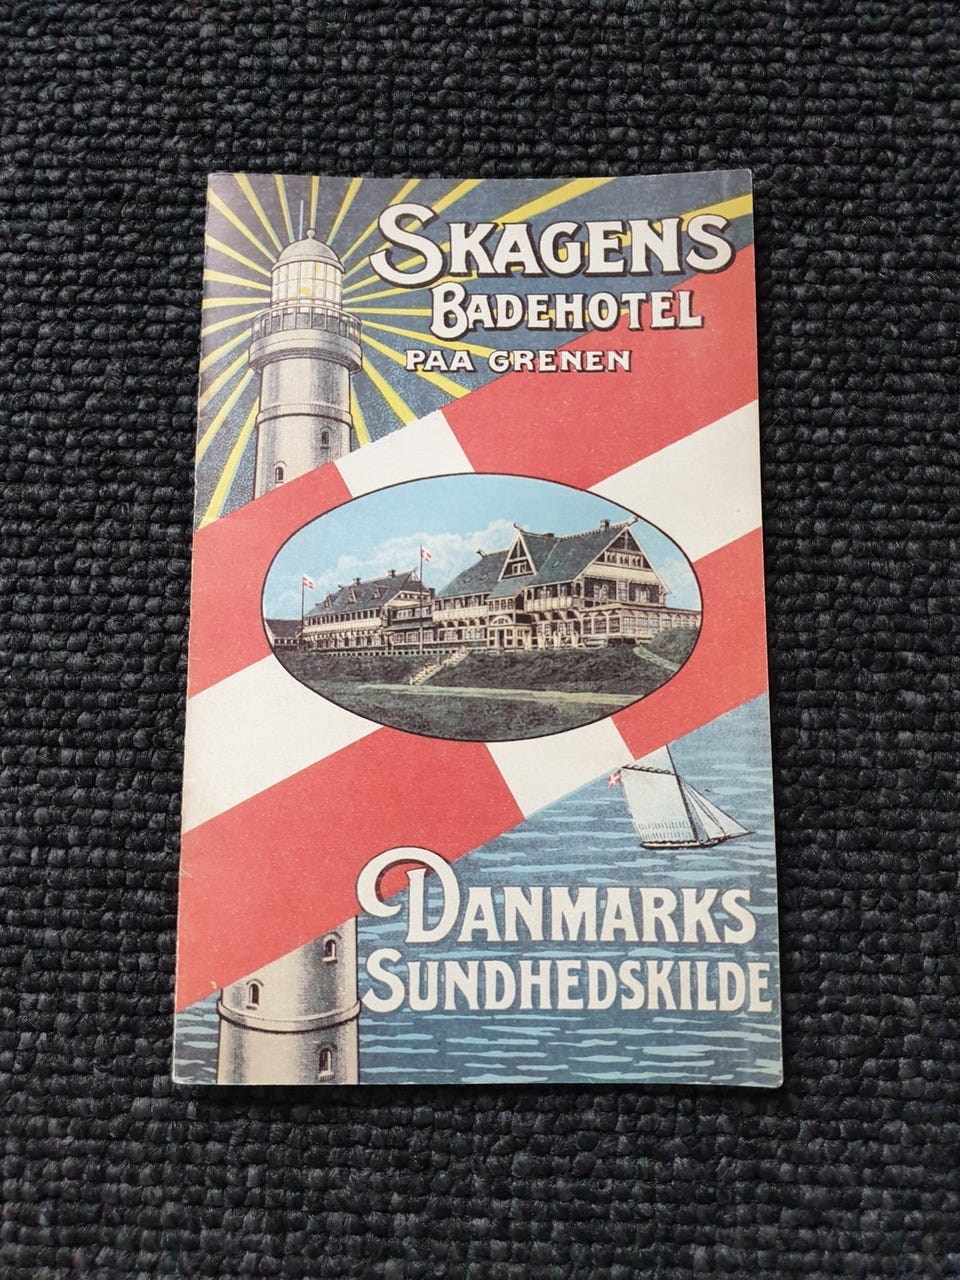 SKAGENS
BADEHOTEL
PAA GRENEN
DANMARKS
SUNDHEDSKILDE